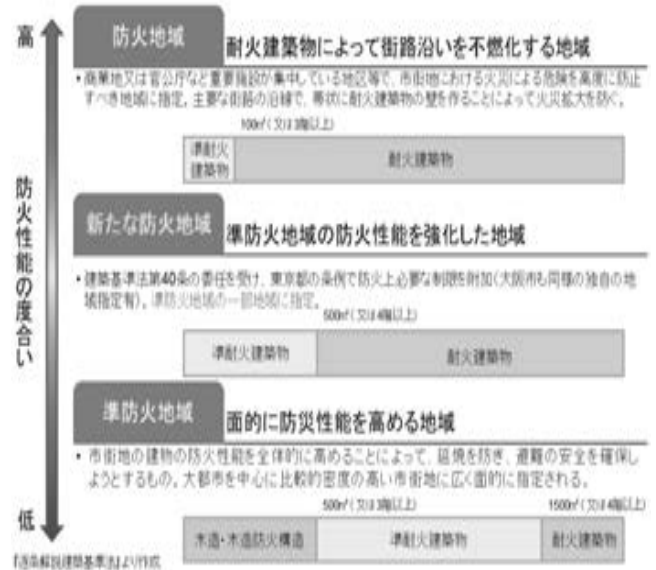 高
防火地域
耐火建築物によって街路沿いを不燃化する地域
・商業地又は官公庁など重要施設が集中している地区等で、市街地における火災による危険を高度に防止
すべき地域に指定。主要な街路の沿線で、帯状に耐火建築物の壁を作ることによって火災拡大を防ぐ。
100㎡(又は3階以上)
準耐火
建築物
耐火建築物
防火性能の度合い
新たな防火地域
準防火地域の防火性能を強化した地域
・建築基準法第40条の委任を受け、東京都の条例で防火上必要な制限を附加(大阪市も同様の独自の地
域指定有)。準防火地域の一部地域に指定。
500㎡(又は4階以上)
準耐火建築物
耐火建築物
準防火地域
面的に防災性能を高める地域
・市街地の建物の防火性能を全体的に高めることによって、延焼を防ぎ、避難の安全を確保し
ようとするもの。大都市を中心に比較的密度の高い市街地に広く面的に指定される。
500㎡(又は3階以上)
1500㎡(又は4階以上)
木造・木造防火構造
準耐火建築物
耐火建築物
低
『逐条解説建築基準法』より作成